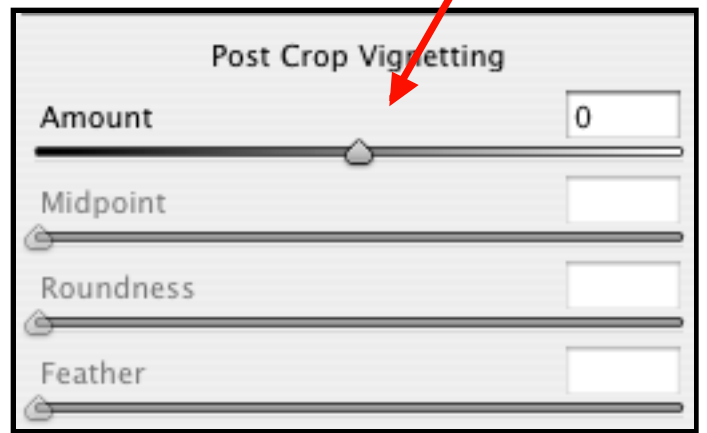 Post Crop Vignetting
Amount 0
Midpoint
Roundness
Feather